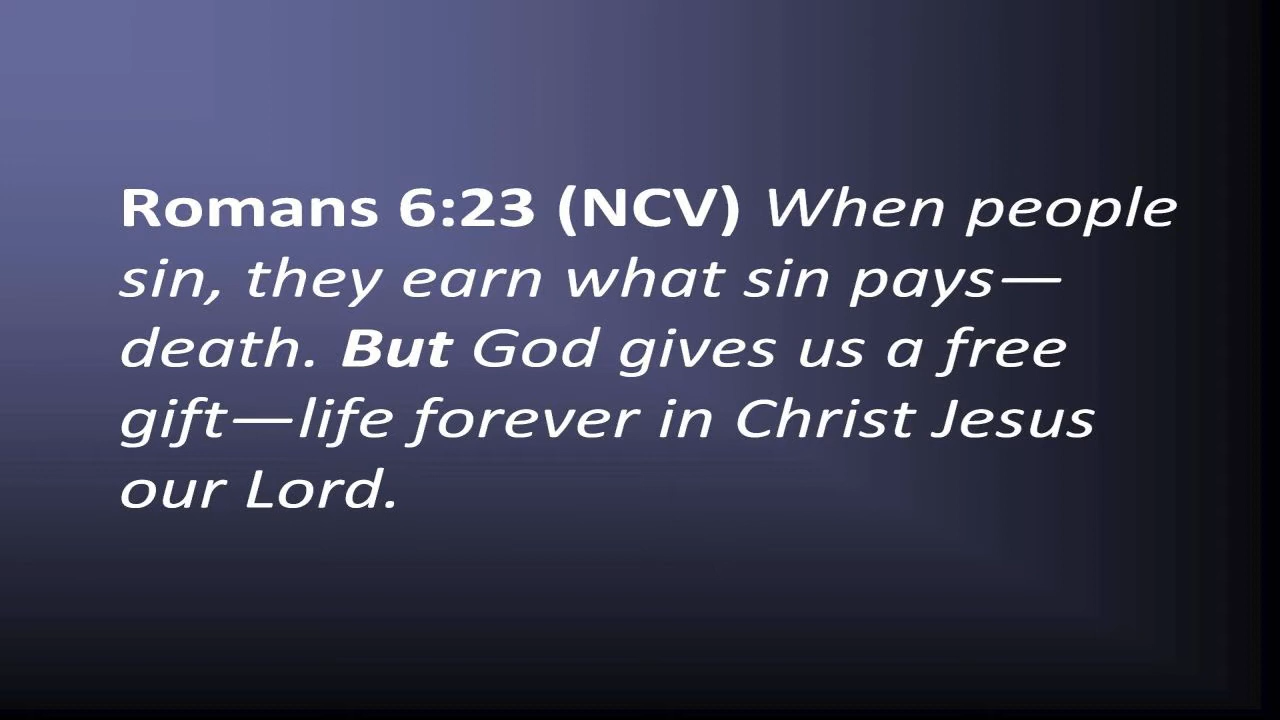 Romans 6:23 (NCV) When people
sin, they earn what sin pays—
death. But God gives us a free
gift—life forever in Christ Jesus
our Lord.